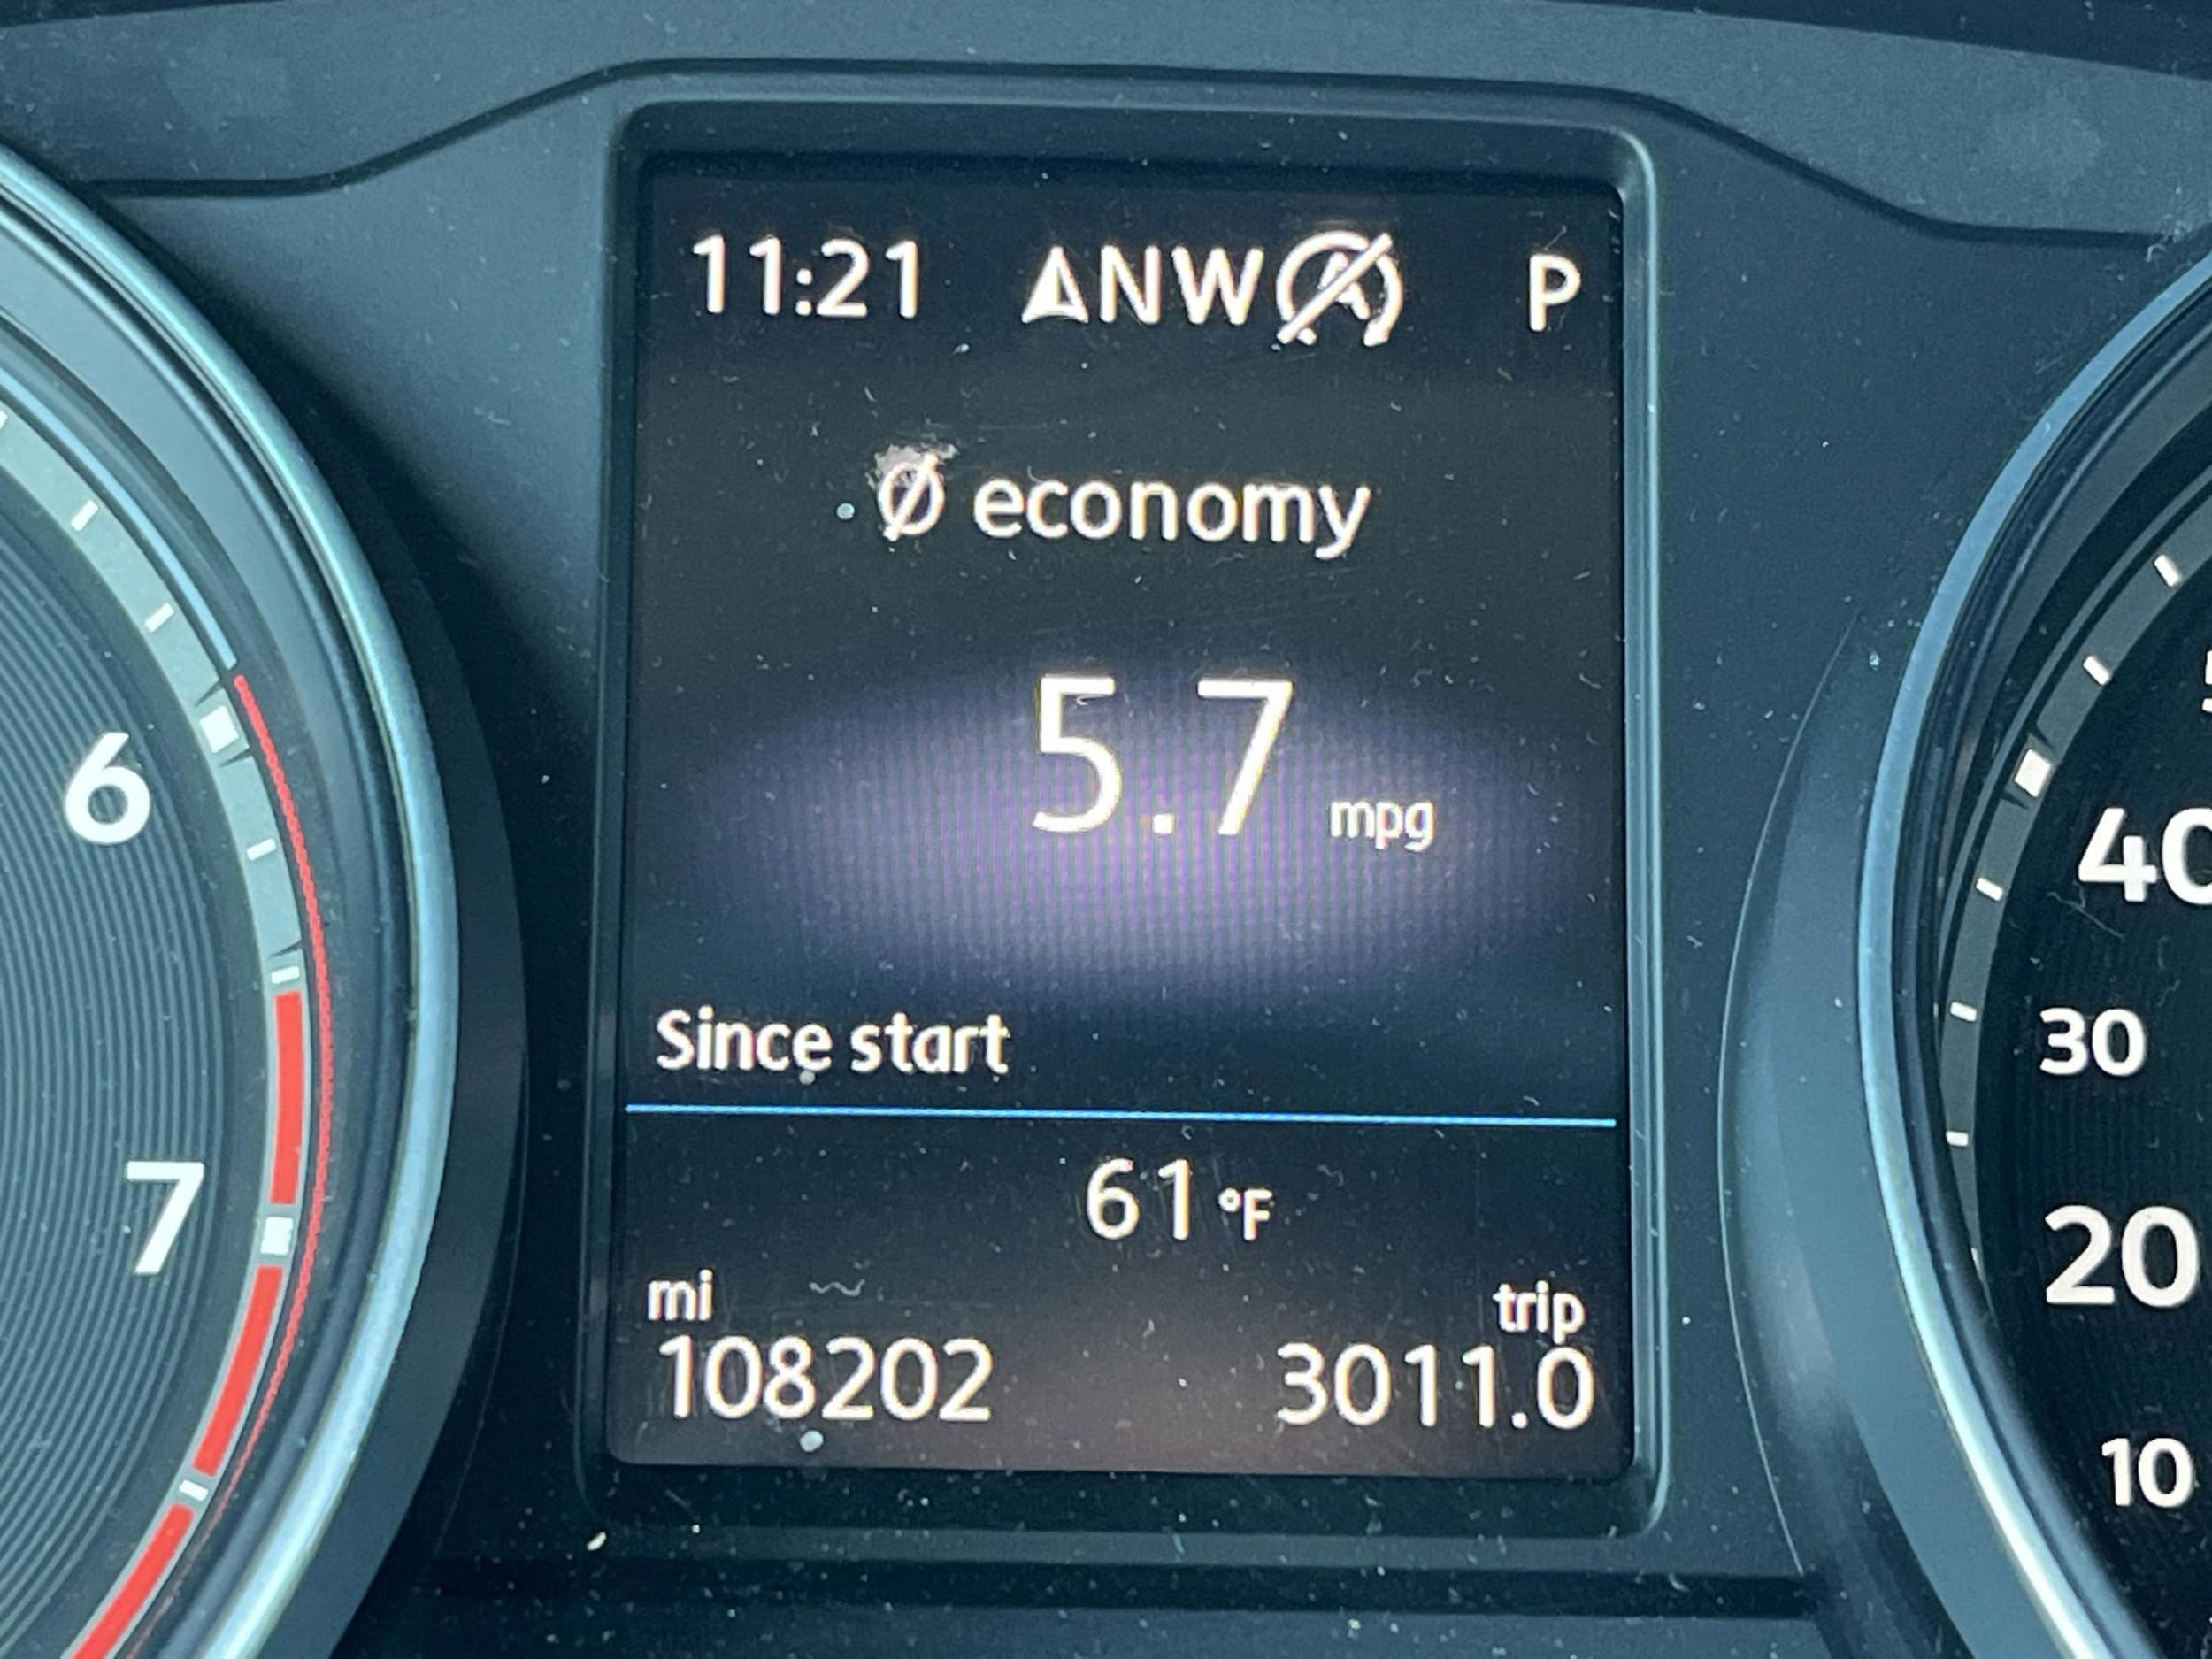 11:21 NW P
Ø economy
5.7 mpg
Since start
61 °F
mi trip
108202 3011.0
6
7
40
30
20
10